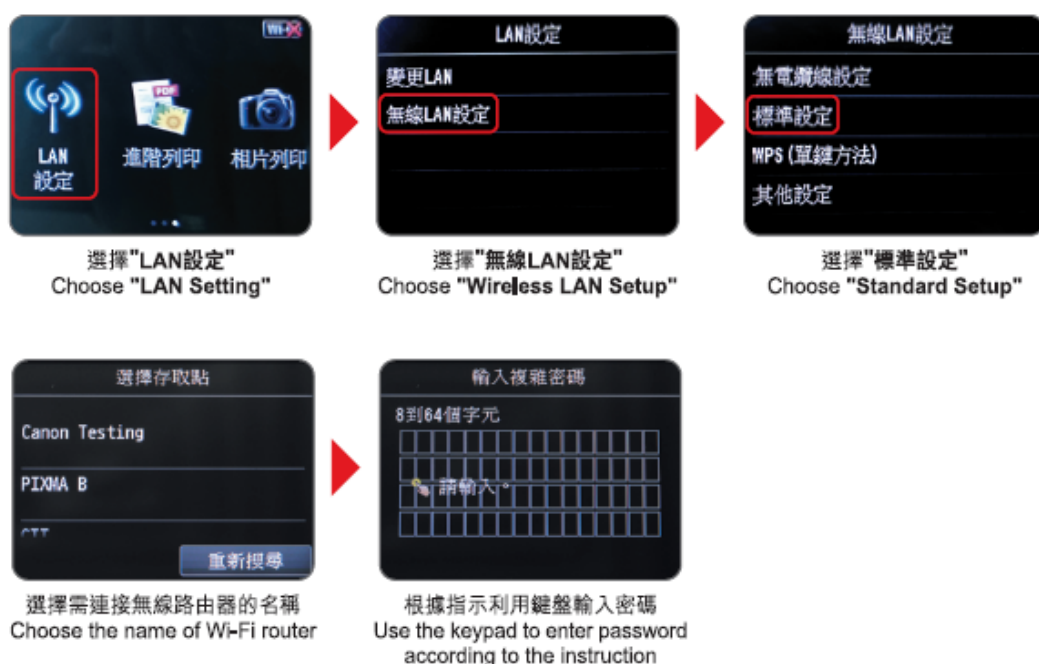 Wi-Fi
LAN
設定
進階列印
相片列印
選擇"LAN設定"
Choose "LAN Setting"
LAN設定
變更LAN
無線LAN設定
選擇"無線LAN設定"
Choose "Wireless LAN Setup"
無線LAN設定
無電纜線設定
標準設定
WPS(單鍵方法)
其他設定
選擇"標準設定"
Choose "Standard Setup"
選擇存取點
Canon Testing
PIXMA B
重新搜尋
選擇需連接無線路由器的名稱
Choose the name of Wi-Fi router
輸入複雜密碼
8到64個字元
請輸入。
根據指示利用鍵盤輸入密碼
Use the keypad to enter password
according to the instruction